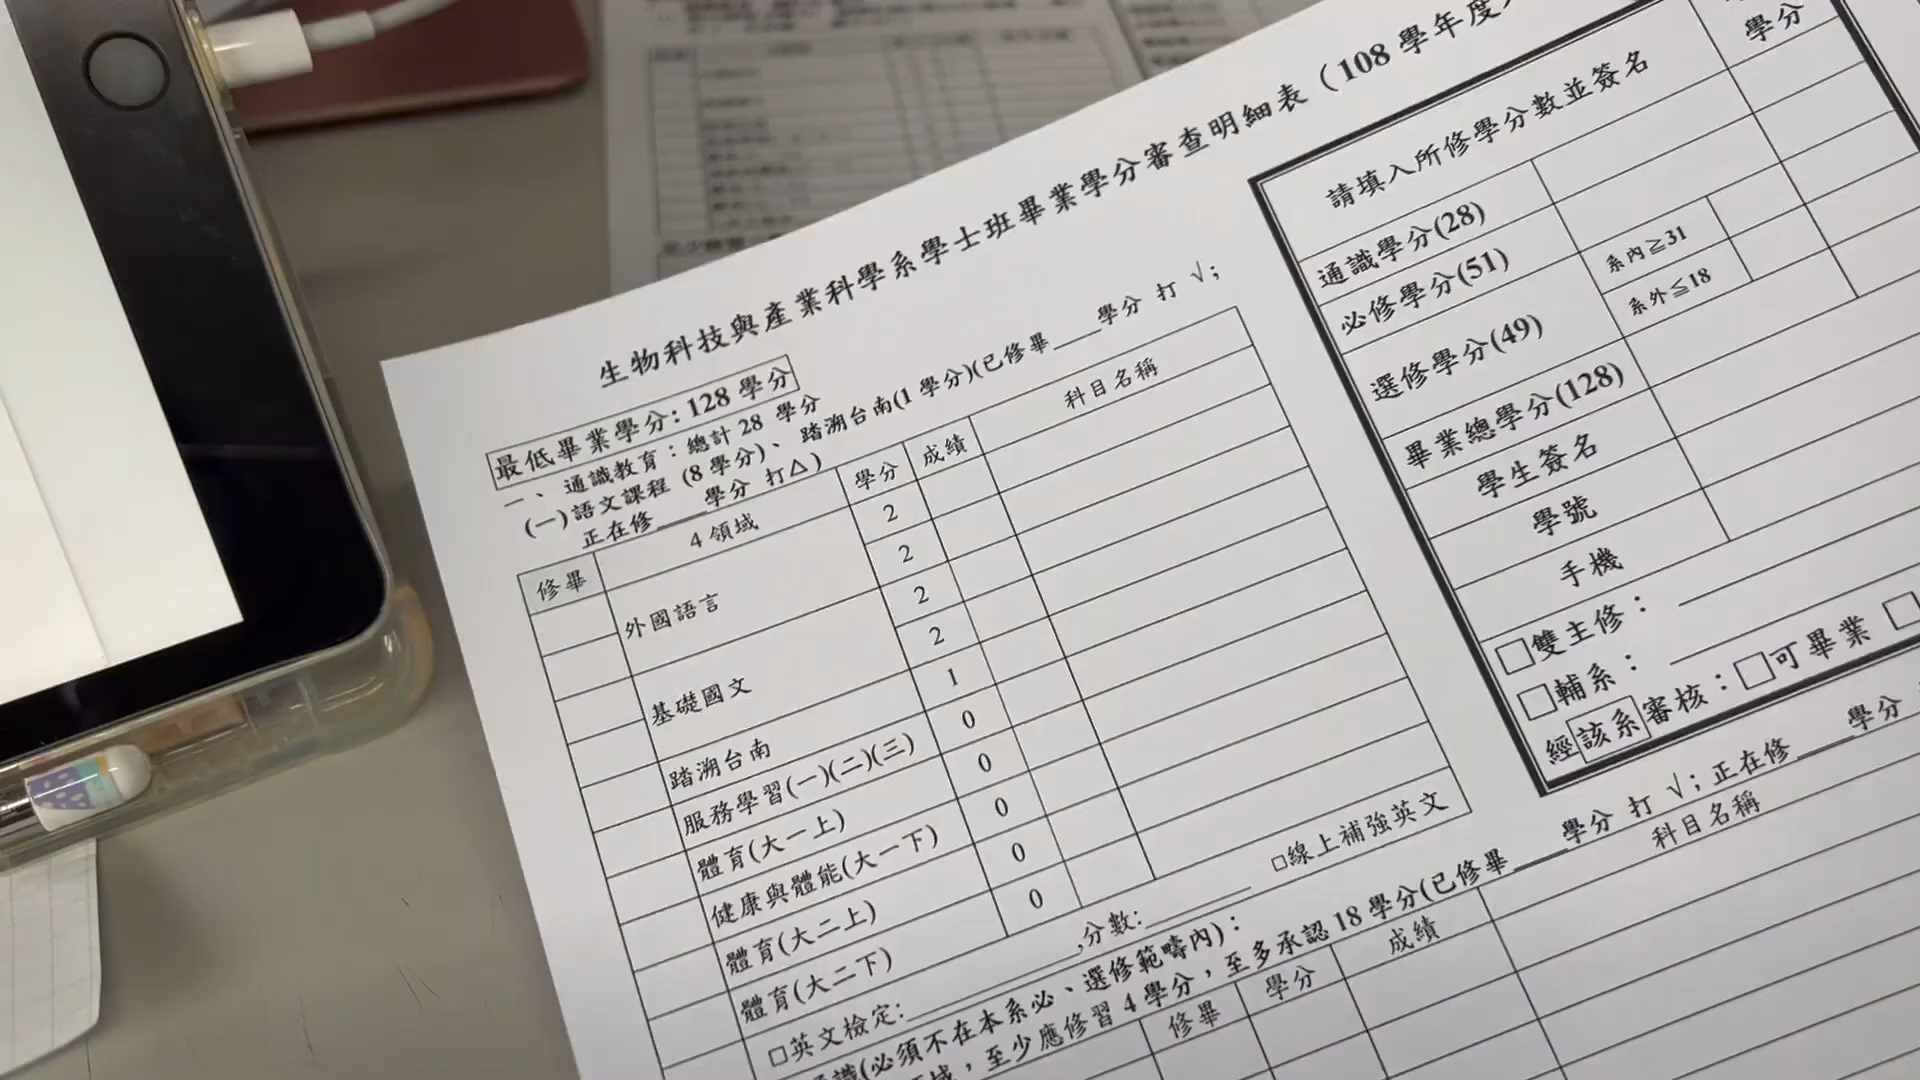 生物科技與產業科學系學士班畢業學分審查明細表（108 學年度
最低畢業學分: 128 學分
一、通識教育：總計 28 學分
(一)語文課程 (8 學分)、踏溯台南(1 學分)(已修畢____學分 打 √；
正在修____學分 打△)
修畢 4 領域 學分 成績 科目名稱
外國語言 2
2
2
基礎國文 2
踏溯台南 1
服務學習(一)(二)(三) 0
體育(大一上) 0
健康與體能(大一下) 0
體育(大二上) 0
體育(大二下) 0
□英文檢定:____,分數:____ □線上補強英文
通識(必須不在本系必、選修範疇內)：
，至少應修習 4 學分，至多承認 18 學分(已修畢____學分 打 √；正在修____學分
修畢 學分 成績 科目名稱
請填入所修學分數並簽名
學分
通識學分(28)
必修學分(51)
選修學分(49)
系內≧31
系外≦18
畢業總學分(128)
學生簽名
學號
手機
□雙主修：
□輔系：
經該系審核：□可畢業 □